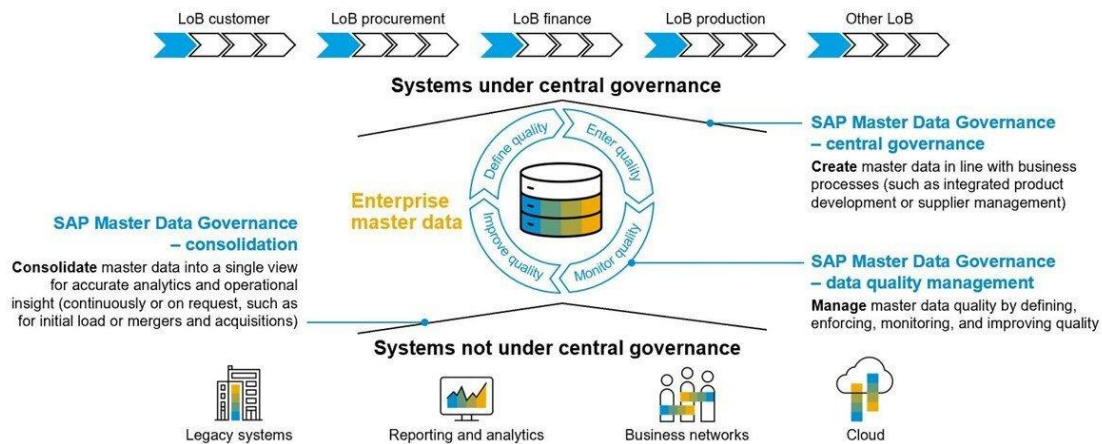 LoB customer
LoB procurement
LoB finance
LoB production
Other LoB
Systems under central governance
Define quality
Enter quality
Monitor quality
Improve quality
Enterprise
master data
SAP Master Data Governance
– central governance
Create master data in line with business
processes (such as integrated product
development or supplier management)
SAP Master Data Governance
– consolidation
Consolidate master data into a single view
for accurate analytics and operational
insight (continuously or on request, such as
for initial load or mergers and acquisitions)
SAP Master Data Governance
– data quality management
Manage master data quality by defining,
enforcing, monitoring, and improving quality
Systems not under central governance
Legacy systems
Reporting and analytics
Business networks
Cloud